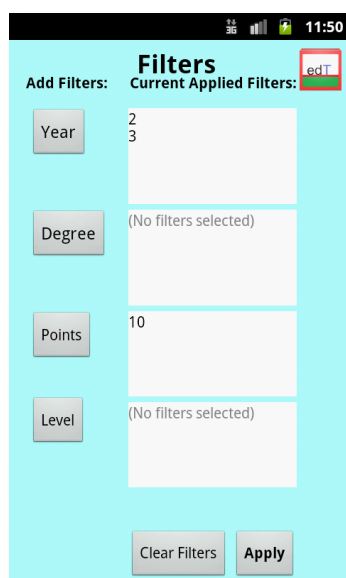 3G 11:50
Filters
edT
Add Filters: Current Applied Filters:
Year
2
3
Degree
(No filters selected)
Points
10
Level
(No filters selected)
Clear Filters Apply